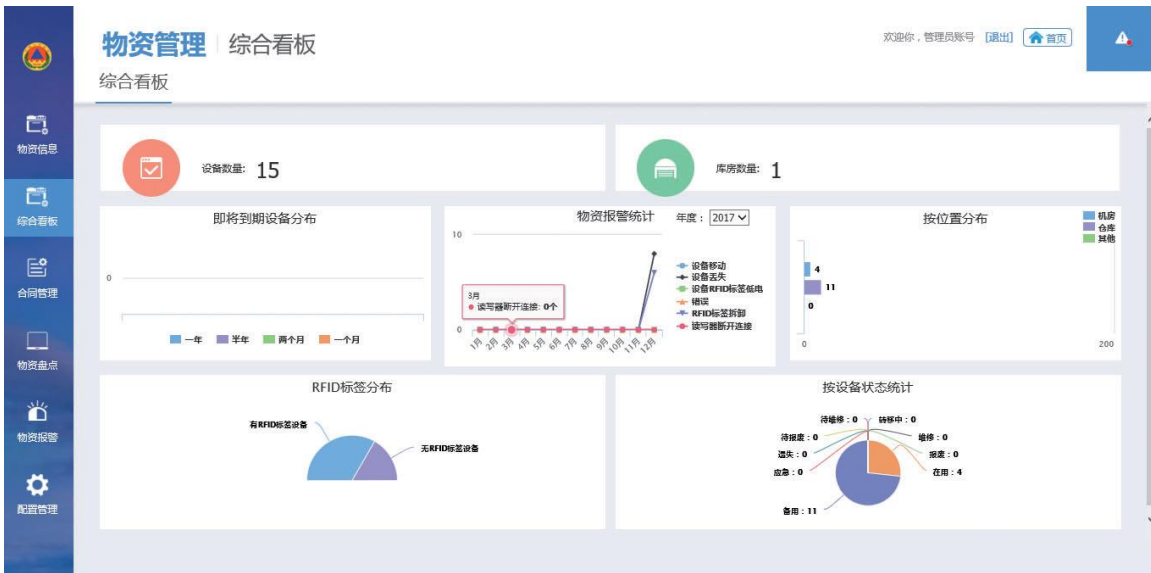 物资管理 综合看板
欢迎你，管理员账号 [退出] 首页
综合看板
物资信息
综合看板
合同管理
物资盘点
物资报警
配置管理
设备数量: 15
库房数量: 1
即将到期设备分布
0
一年 半年 两个月 一个月
物资报警统计 年度： 2017
10
设备移动
设备丢失
设备RFID标签低电
错误
RFID标签拆卸
读写器断开连接
3月
读写器断开连接: 0个
0
1月 2月 3月 4月 5月 6月 7月 8月 9月 10月 11月 12月
按位置分布
机房
仓库
其他
4
11
0
0 200
RFID标签分布
有RFID标签设备
无RFID标签设备
按设备状态统计
待维修：0 转移中：0
待报废：0 维修：0
遗失：0 报废：0
应急：0 在用：4
备用：11